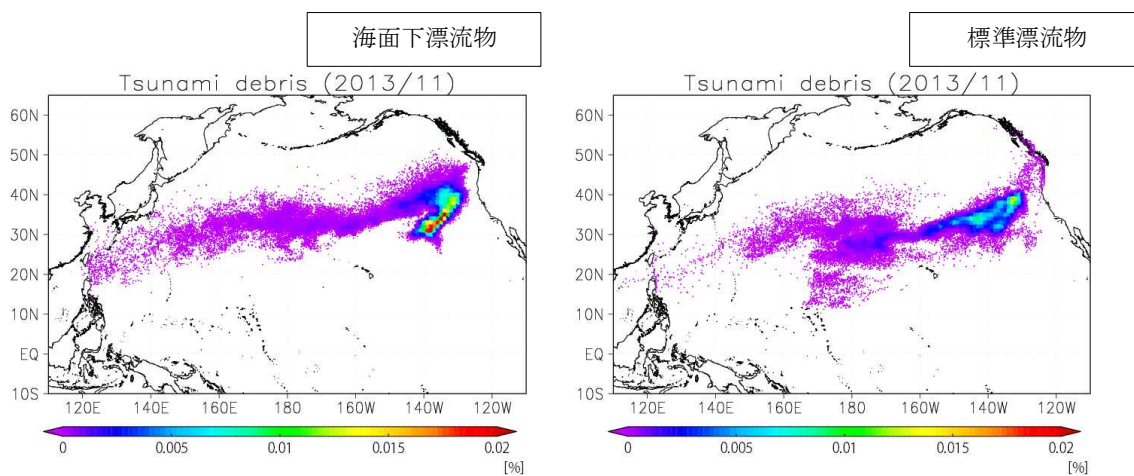 海面下漂流物
標準漂流物
Tsunami debris (2013/11)
60N
50N
40N
30N
20N
10N
EQ
10S
120E 140E 160E 180 160W 140W 120W
0 0.005 0.01 0.015 0.02
[%]
Tsunami debris (2013/11)
60N
50N
40N
30N
20N
10N
EQ
10S
120E 140E 160E 180 160W 140W 120W
0 0.005 0.01 0.015 0.02
[%]